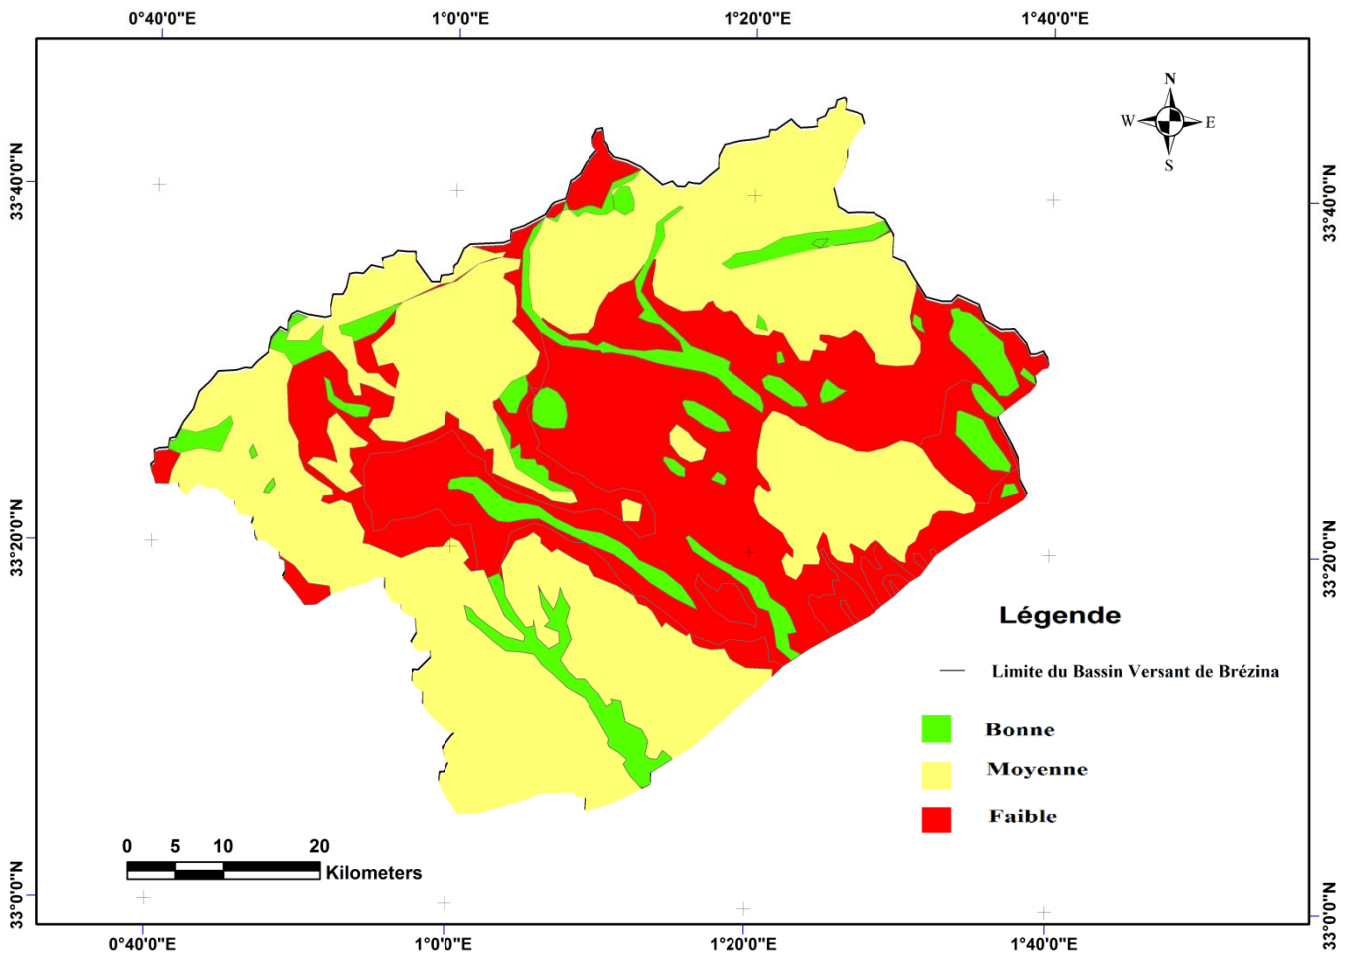 0°40'0"E 1°0'0"E 1°20'0"E 1°40'0"E
N
W E
S
33°40'0"N 33°40'0"N
33°20'0"N 33°20'0"N
Légende
Limite du Bassin Versant de Brézina
Bonne
Moyenne
Faible
0 5 10 20
Kilometers
33°0'0"N 33°0'0"N
0°40'0"E 1°0'0"E 1°20'0"E 1°40'0"E